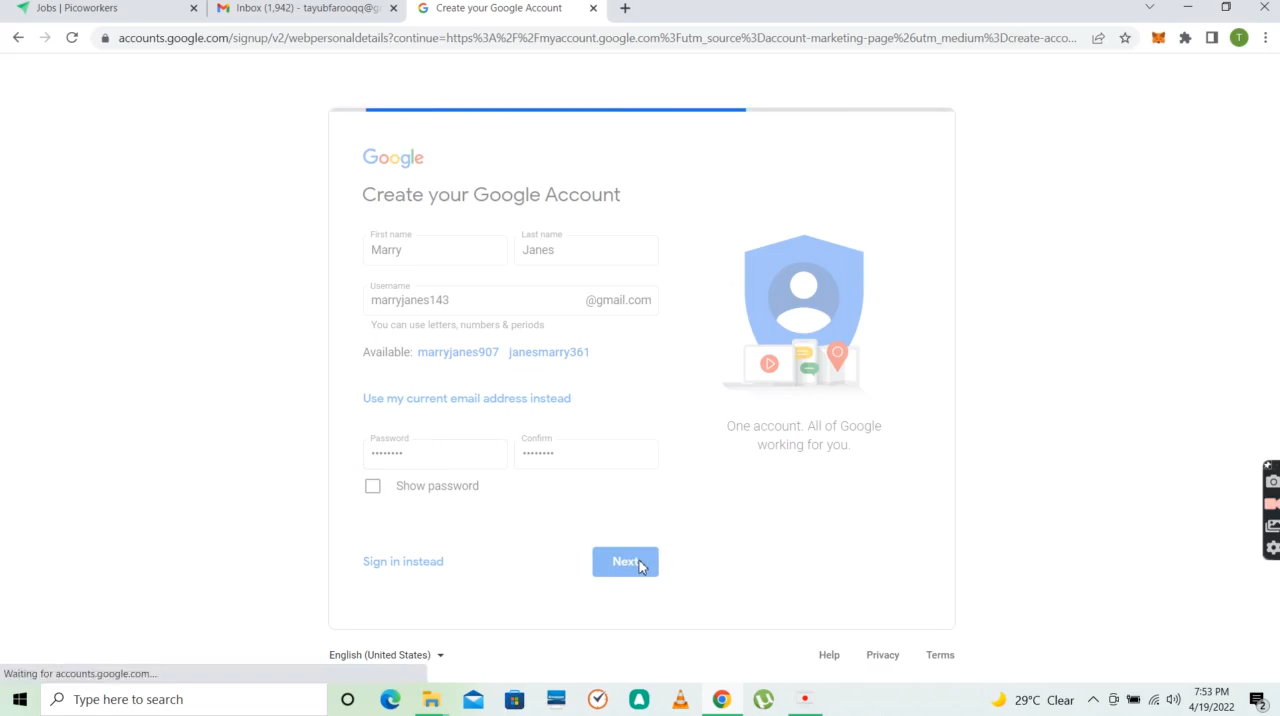 Jobs | Picoworkers
Inbox (1,942) - tayubfarooqq@g
Create your Google Account
accounts.google.com/signup/v2/webpersonaldetails?continue=https%3A%2F%2Fmyaccount.google.com%3Futm_source%3Daccount-marketing-page%26utm_medium%3Dcreate-acco...
T
Google
Create your Google Account
First name
Last name
Marry
Janes
Username
marryjanes143
@gmail.com
You can use letters, numbers & periods
Available: marryjanes907 janesmarry361
Use my current email address instead
One account. All of Google
working for you.
Password
Confirm
••••••••
••••••••
Show password
Sign in instead
Next
English (United States)
Help
Privacy
Terms
Waiting for accounts.google.com...
Type here to search
29°C Clear
7:53 PM
4/19/2022
2